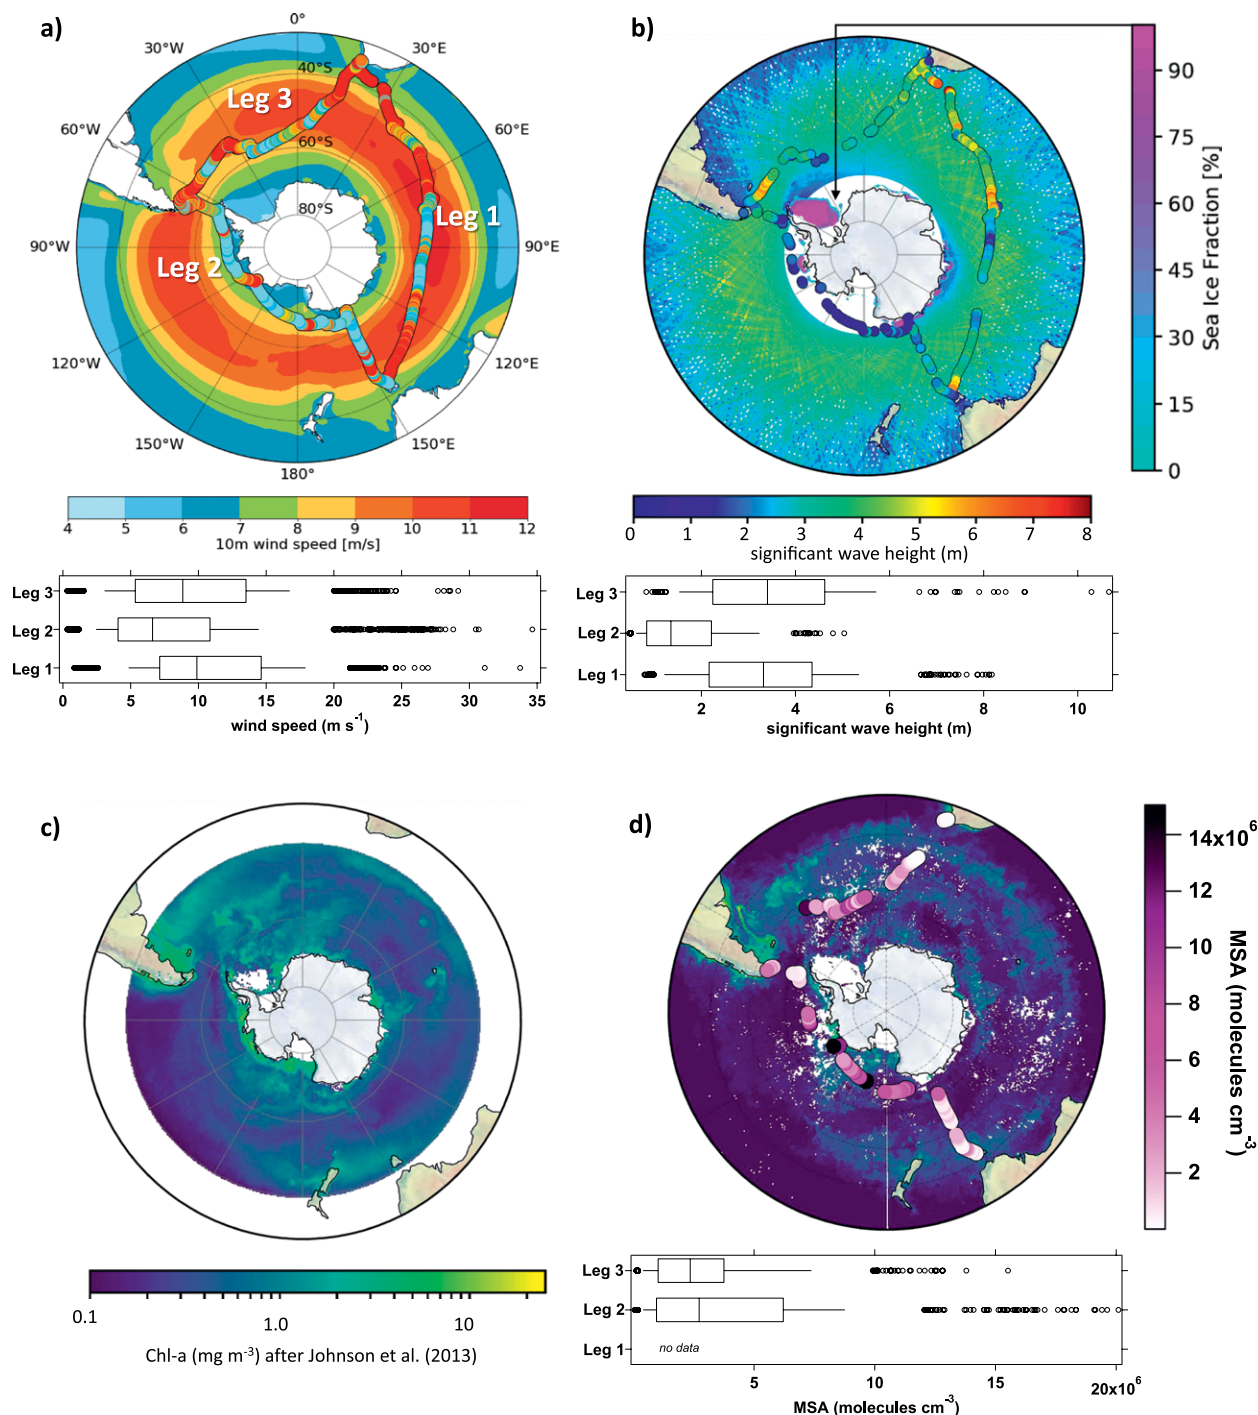 a)
0°
30°W
30°E
40°S
Leg 3
60°W
60°E
60°S
80°S
Leg 1
90°W
90°E
Leg 2
120°W
120°E
150°W
150°E
180°
4 5 6 7 8 9 10 11 12
10m wind speed [m/s]
Leg 3
Leg 2
Leg 1
0 5 10 15 20 25 30 35
wind speed (m s⁻¹)
b)
90
75
60
45
30
15
0
Sea Ice Fraction [%]
0 1 2 3 4 5 6 7 8
significant wave height (m)
Leg 3
Leg 2
Leg 1
2 4 6 8 10
significant wave height (m)
c)
0.1 1.0 10
Chl-a (mg m⁻³) after Johnson et al. (2013)
d)
14x10⁶
12
10
8
6
4
2
MSA (molecules cm⁻³)
Leg 3
Leg 2
Leg 1
no data
5 10 15 20x10⁶
MSA (molecules cm⁻³)